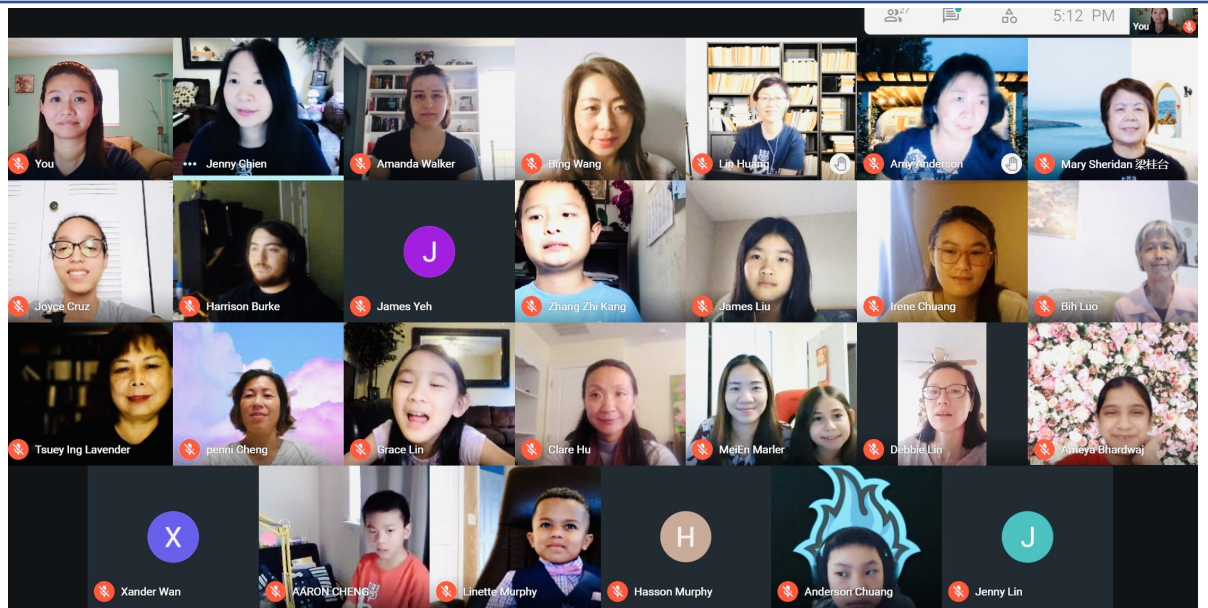 27
5:12 PM
You
You
Jenny Chien
Amanda Walker
Bing Wang
Lin Huang
Amy Anderson
Mary Sheridan 梁桂台
Joyce Cruz
Harrison Burke
J
James Yeh
Zhang Zhi Kang
James Liu
Irene Chuang
Bih Luo
Tsuey Ing Lavender
penni Cheng
Grace Lin
Clare Hu
MeiEn Marler
Debbie Lin
Ameya Bhardwaj
X
Xander Wan
AARON CHENG
Linette Murphy
H
Hasson Murphy
Anderson Chuang
J
Jenny Lin